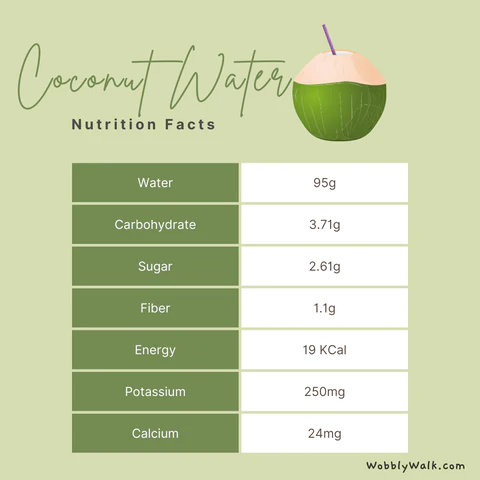 Coconut Water
Nutrition Facts
Water 95g
Carbohydrate 3.71g
Sugar 2.61g
Fiber 1.1g
Energy 19 KCal
Potassium 250mg
Calcium 24mg
WobblyWalk.com